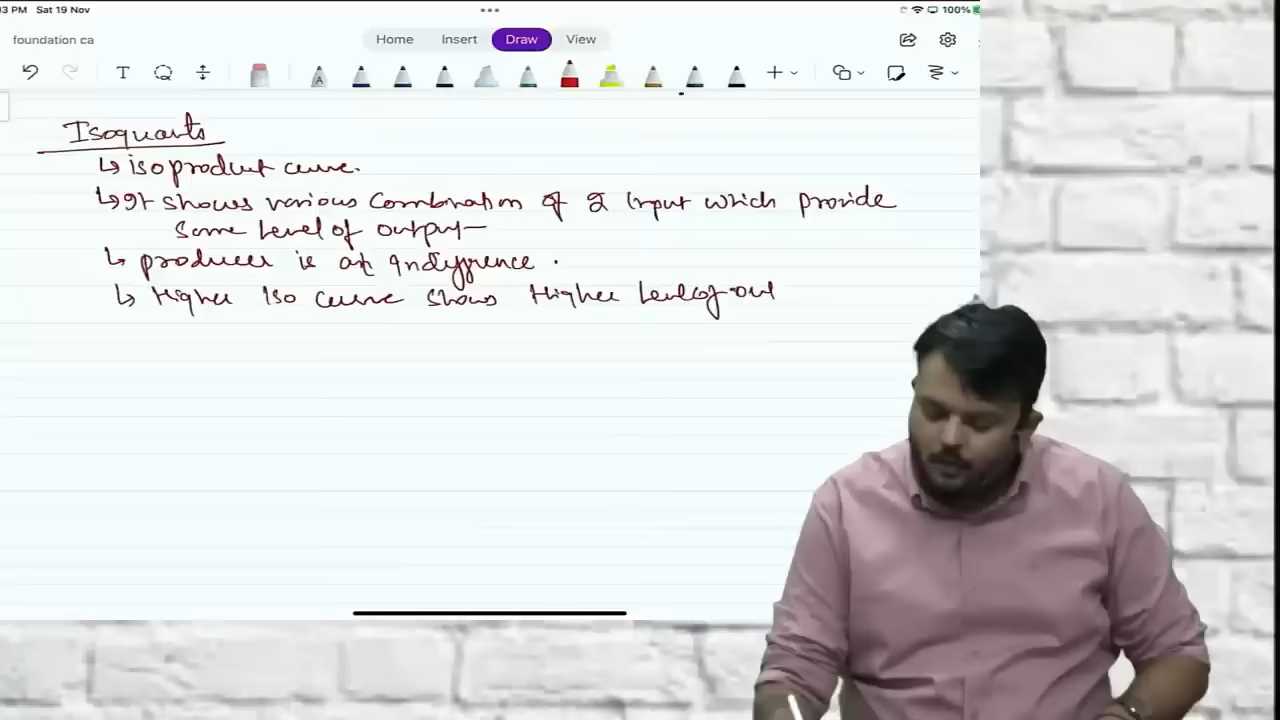 :13 PM Sat 19 Nov
100%
foundation ca
Home Insert Draw View
T
A
Isoquants
↳ isoproduct curve.
↳ It shows various Combination of 2 input which provide
Same Level of output
↳ producer is at Indifference.
↳ Higher Iso curve shows Higher Level of out